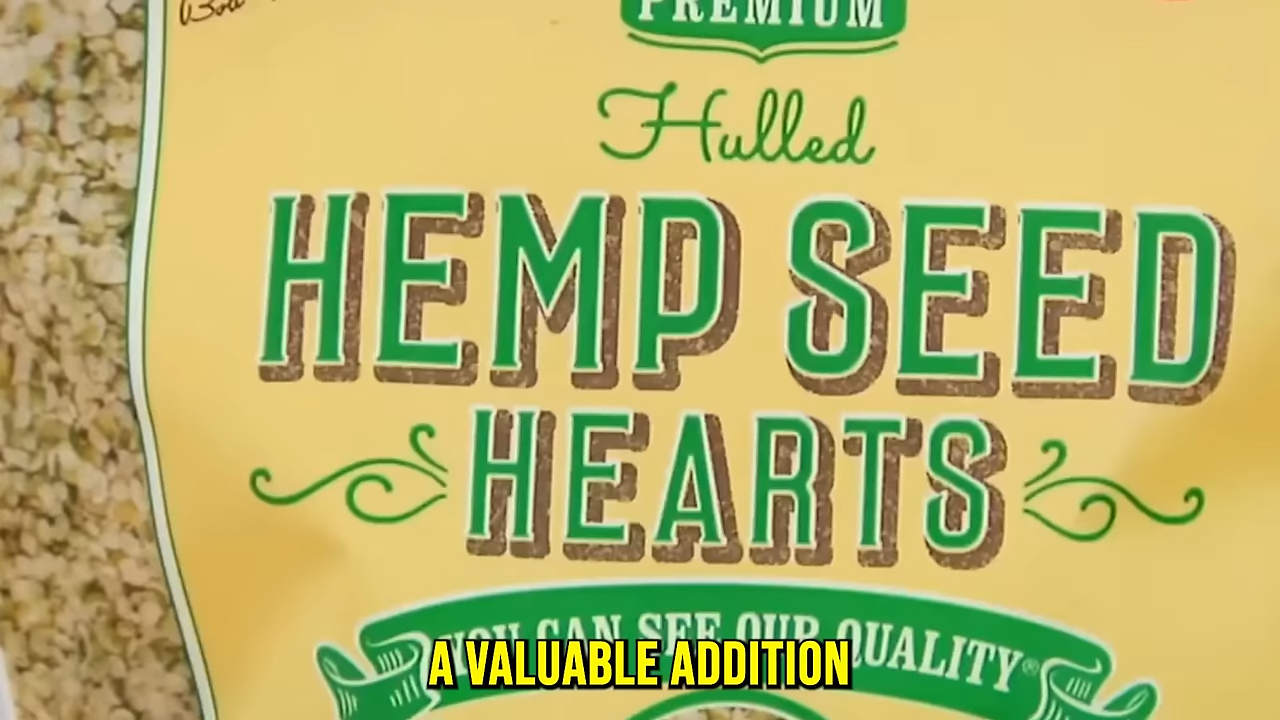 PREMIUM
Hulled
HEMP SEED
HEARTS
YOU CAN SEE OUR QUALITY®
A VALUABLE ADDITION